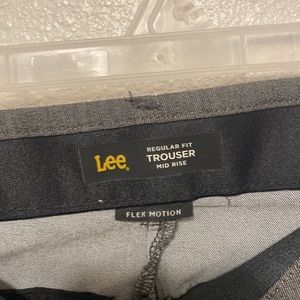 Lee®
REGULAR FIT
TROUSER
MID RISE
FLEX MOTION